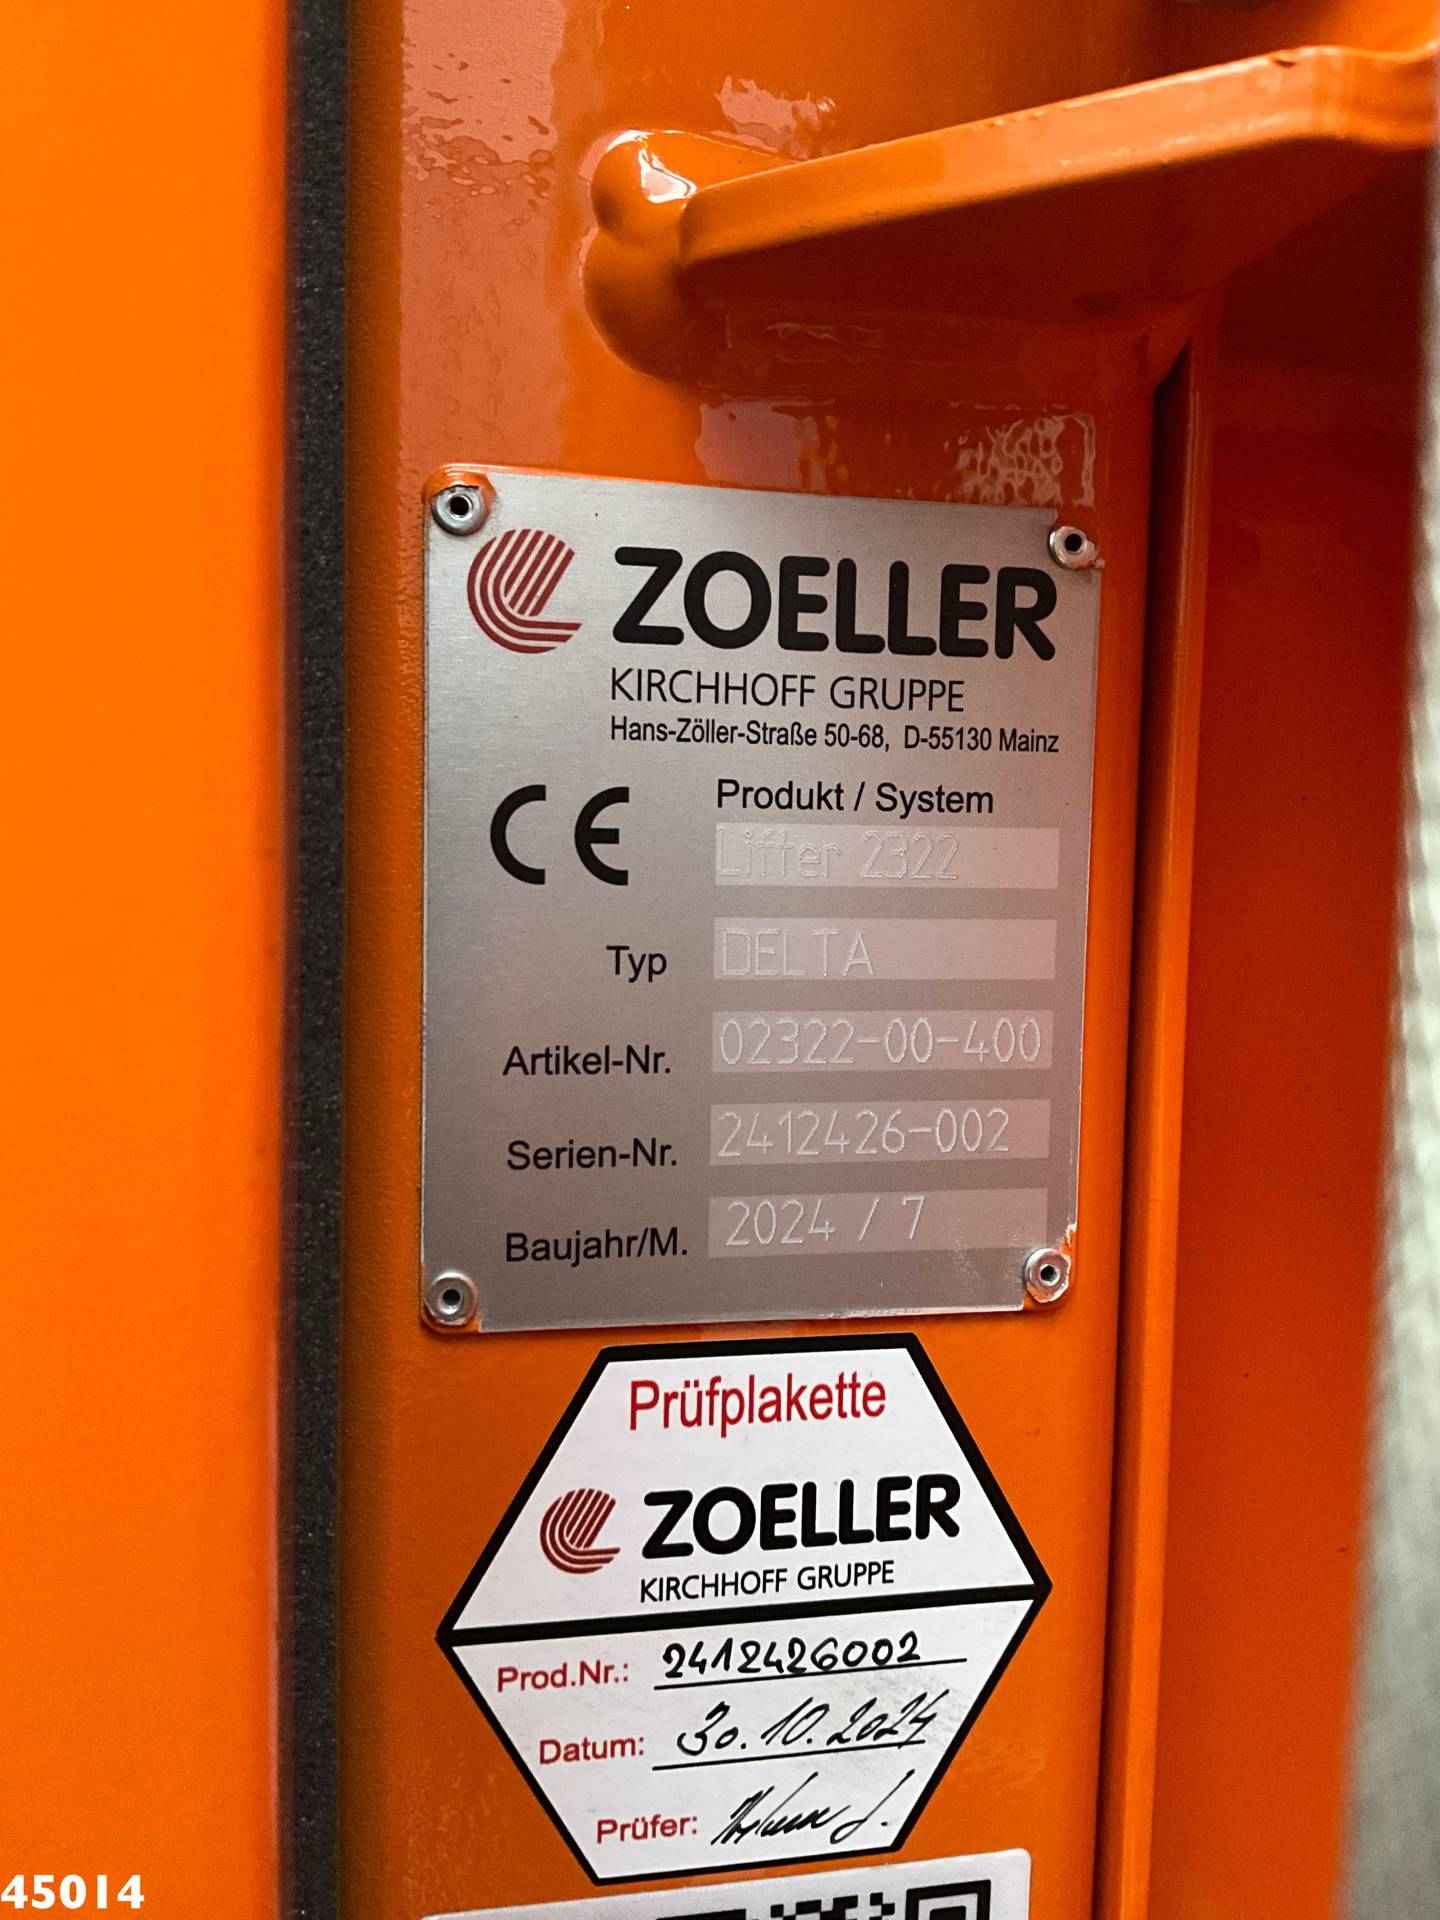 ZOELLER
KIRCHHOFF GRUPPE
Hans-Zöller-Straße 50-68, D-55130 Mainz
CE
Produkt / System
Lifter 2322
Typ DELTA
Artikel-Nr. 02322-00-400
Serien-Nr. 2412426-002
Baujahr/M. 2024 / 7
Prüfplakette
ZOELLER
KIRCHHOFF GRUPPE
Prod.Nr.: 2412426002
Datum: 30.10.2024
Prüfer:
45014